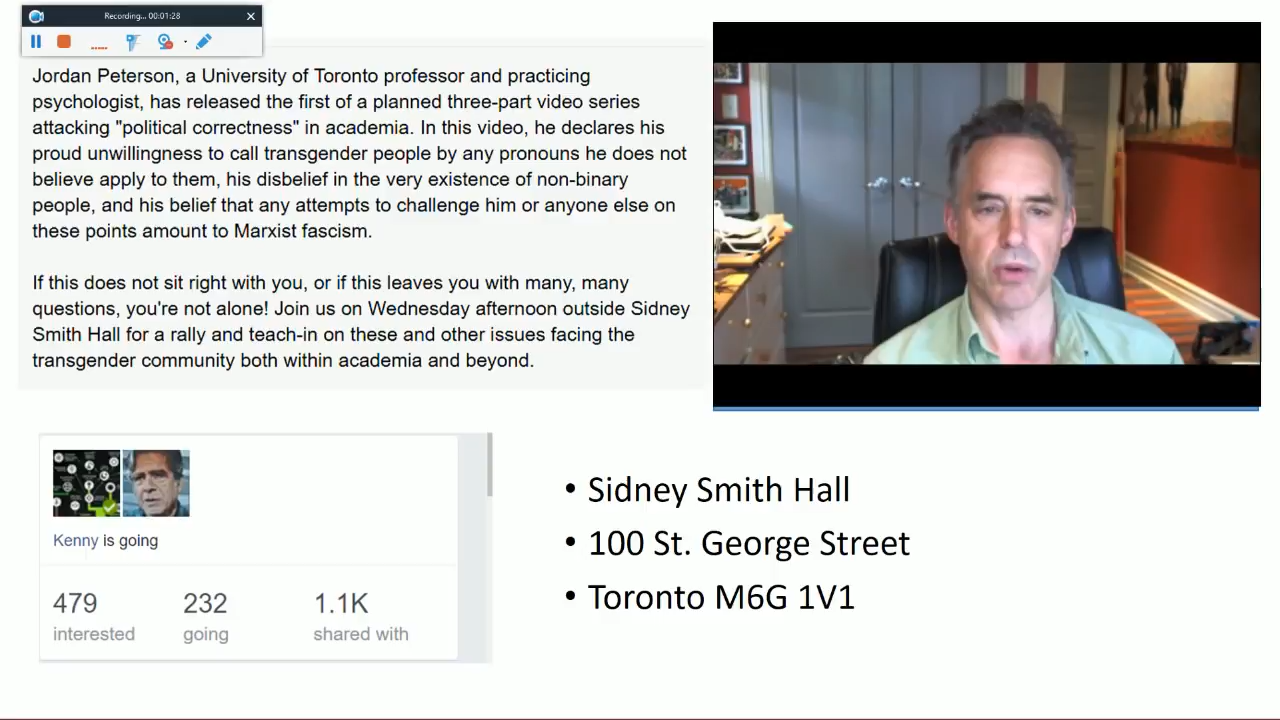 Recording... 00:01:28
Jordan Peterson, a University of Toronto professor and practicing
psychologist, has released the first of a planned three-part video series
attacking "political correctness" in academia. In this video, he declares his
proud unwillingness to call transgender people by any pronouns he does not
believe apply to them, his disbelief in the very existence of non-binary
people, and his belief that any attempts to challenge him or anyone else on
these points amount to Marxist fascism.
If this does not sit right with you, or if this leaves you with many, many
questions, you're not alone! Join us on Wednesday afternoon outside Sidney
Smith Hall for a rally and teach-in on these and other issues facing the
transgender community both within academia and beyond.
Kenny is going
479 232 1.1K
interested going shared with
• Sidney Smith Hall
• 100 St. George Street
• Toronto M6G 1V1